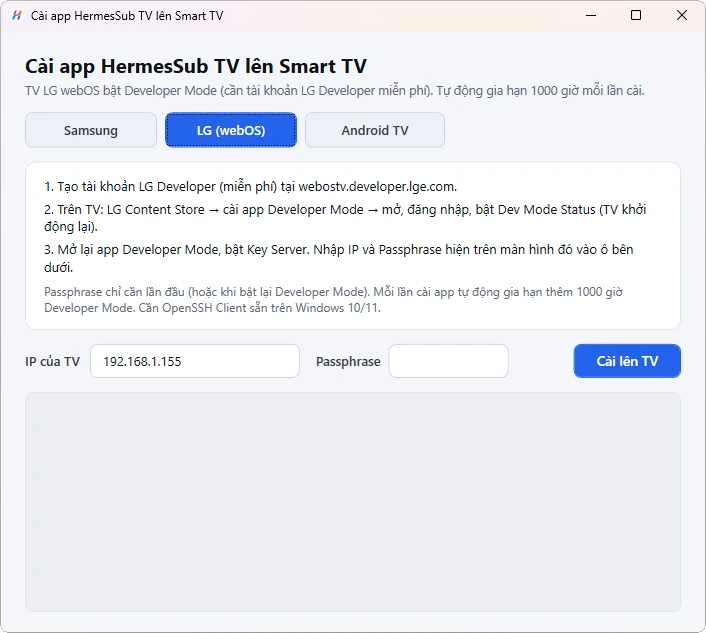 Cài app HermesSub TV lên Smart TV
Cài app HermesSub TV lên Smart TV
TV LG webOS bật Developer Mode (cần tài khoản LG Developer miễn phí). Tự động gia hạn 1000 giờ mỗi lần cài.
Samsung
LG (webOS)
Android TV
1. Tạo tài khoản LG Developer (miễn phí) tại webostv.developer.lge.com.
2. Trên TV: LG Content Store → cài app Developer Mode → mở, đăng nhập, bật Dev Mode Status (TV khởi
động lại).
3. Mở lại app Developer Mode, bật Key Server. Nhập IP và Passphrase hiện trên màn hình đó vào ô bên
dưới.
Passphrase chỉ cần lần đầu (hoặc khi bật lại Developer Mode). Mỗi lần cài app tự động gia hạn thêm 1000 giờ
Developer Mode. Cần OpenSSH Client sẵn trên Windows 10/11.
IP của TV
192.168.1.155
Passphrase
Cài lên TV